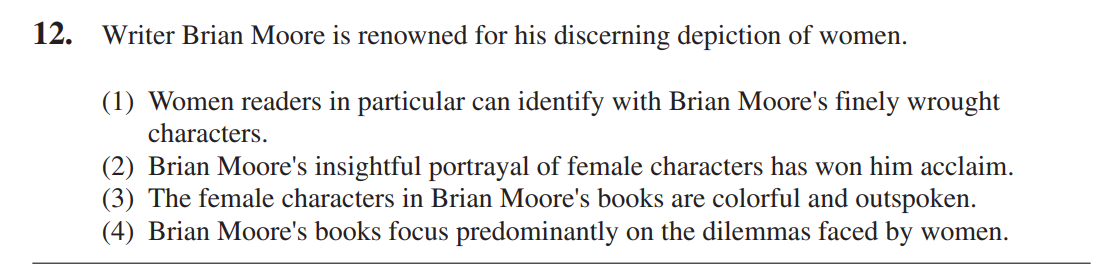 12. Writer Brian Moore is renowned for his discerning depiction of women.
(1) Women readers in particular can identify with Brian Moore's finely wrought
characters.
(2) Brian Moore's insightful portrayal of female characters has won him acclaim.
(3) The female characters in Brian Moore's books are colorful and outspoken.
(4) Brian Moore's books focus predominantly on the dilemmas faced by women.